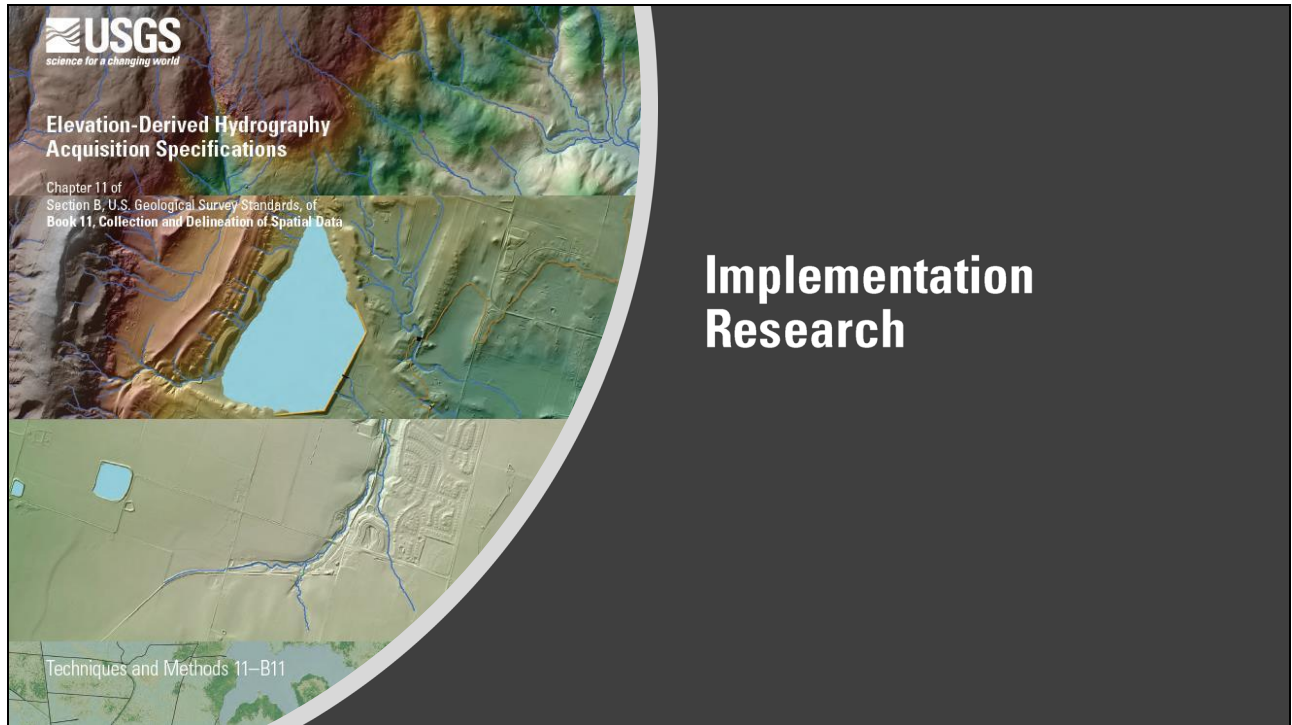 USGS
science for a changing world
Elevation-Derived Hydrography
Acquisition Specifications
Chapter 11 of
Section B, U.S. Geological Survey Standards, of
Book 11, Collection and Delineation of Spatial Data
Techniques and Methods 11–B11
Implementation
Research